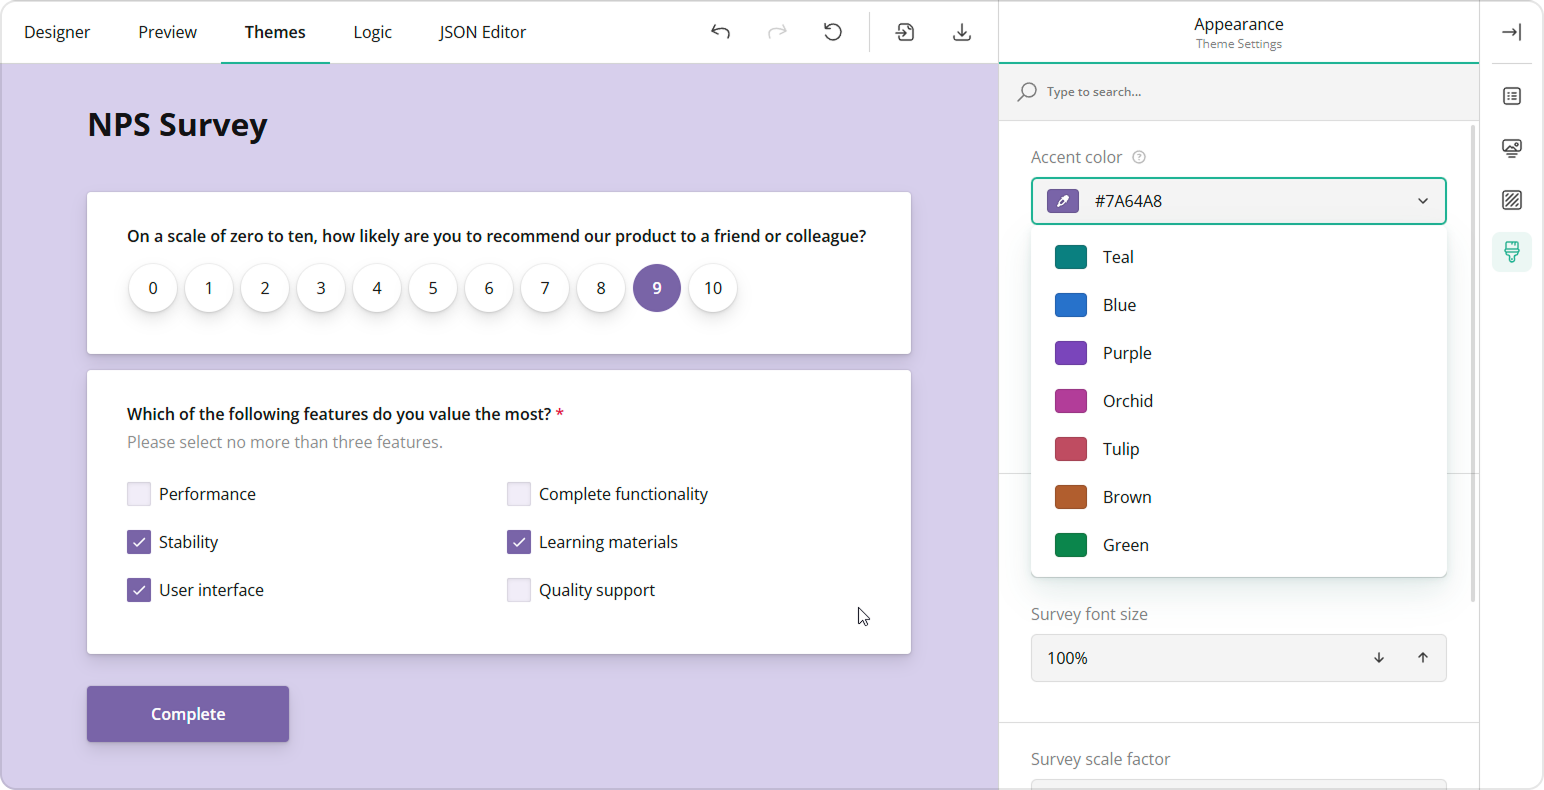 Designer Preview Themes Logic JSON Editor
NPS Survey
On a scale of zero to ten, how likely are you to recommend our product to a friend or colleague?
0 1 2 3 4 5 6 7 8 9 10
Which of the following features do you value the most? *
Please select no more than three features.
Performance Complete functionality
Stability Learning materials
User interface Quality support
Complete
Appearance
Theme Settings
Type to search...
Accent color ?
#7A64A8
Teal
Blue
Purple
Orchid
Tulip
Brown
Green
Survey font size
100%
Survey scale factor